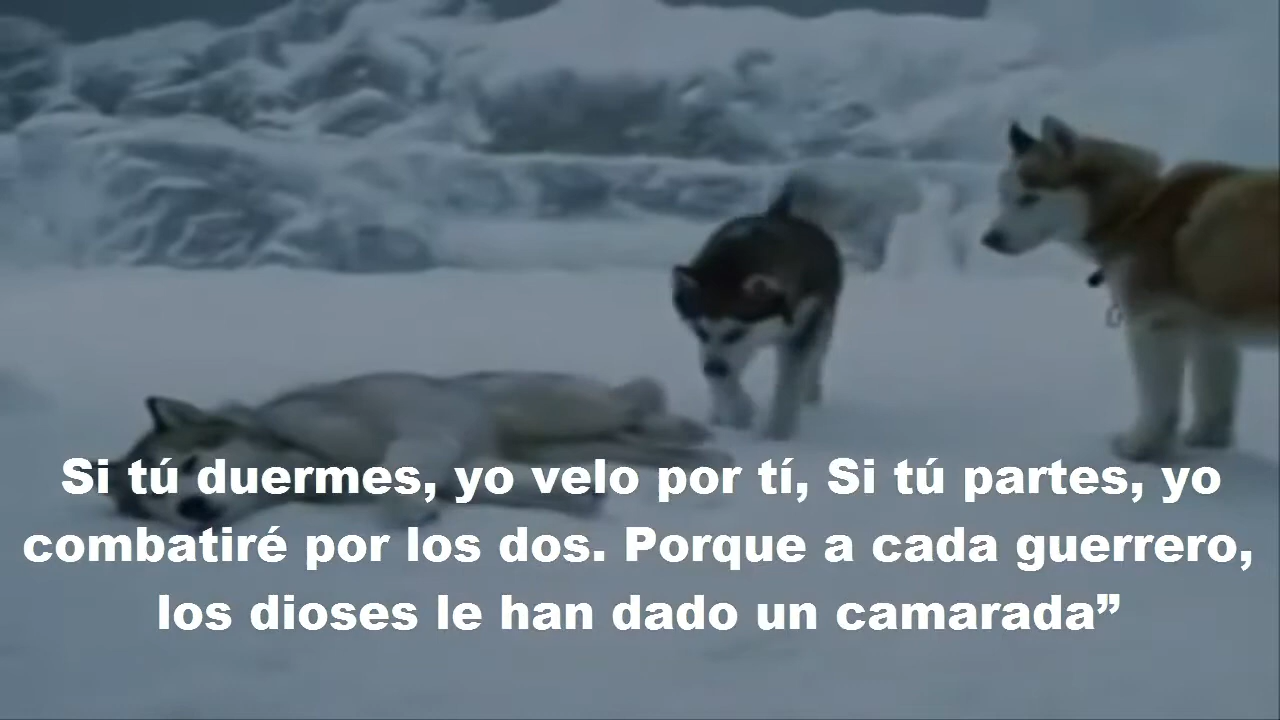 Si tú duermes, yo velo por tí, Si tú partes, yo
combatiré por los dos. Porque a cada guerrero,
los dioses le han dado un camarada”